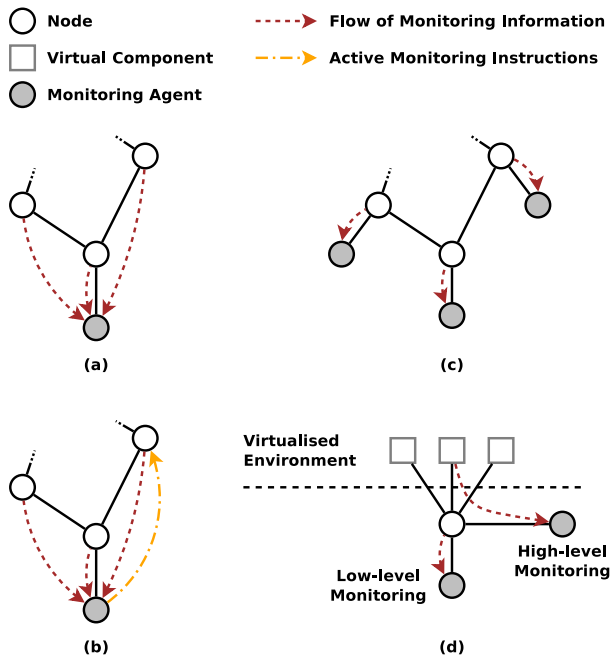 Node
Flow of Monitoring Information
Virtual Component
Active Monitoring Instructions
Monitoring Agent
(a)
(c)
Virtualised
Environment
High-level
Monitoring
Low-level
Monitoring
(b)
(d)